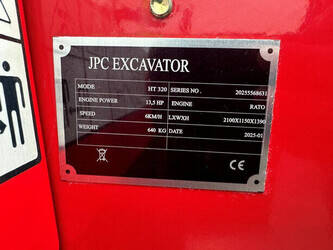 JPC EXCAVATOR
MODE HT 320 SERIES NO . 20255568631
ENGINE POWER 13,5 HP ENGINE RATO
SPEED 6KM/H LXWXH 2100X1150X1390
WEIGHT 640 KG DATE 2025-01
CE